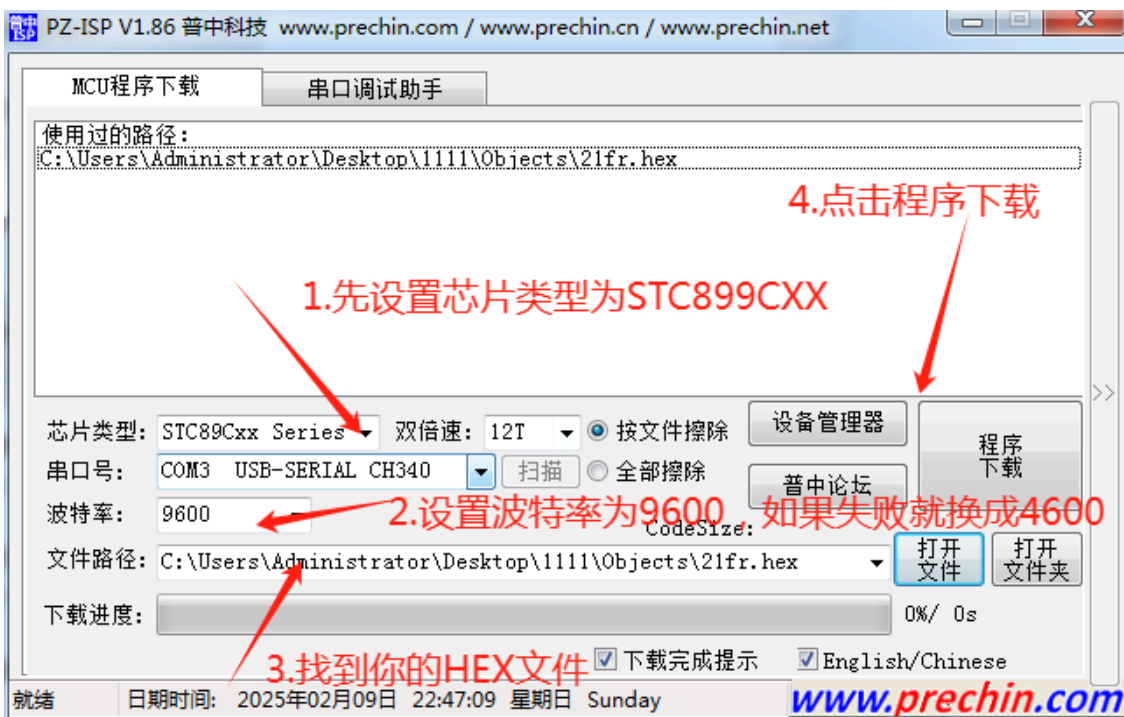 普中ISP PZ-ISP V1.86 普中科技 www.prechin.com / www.prechin.cn / www.prechin.net
MCU程序下载 串口调试助手
使用过的路径:
C:\Users\Administrator\Desktop\1111\Objects\21fr.hex
4.点击程序下载
1.先设置芯片类型为STC899CXX
>>
芯片类型: STC89Cxx Series 双倍速: 12T 按文件擦除 设备管理器
程序
下载
串口号: COM3 USB-SERIAL CH340 扫描 全部擦除 普中论坛
波特率: 9600
2.设置波特率为9600,如果失败就换成4600
CodeSize:
文件路径: C:\Users\Administrator\Desktop\1111\Objects\21fr.hex
打开
文件
打开
文件夹
下载进度: 0%/ 0s
3.找到你的HEX文件
下载完成提示 English/Chinese
就绪 日期时间: 2025年02月09日 22:47:09 星期日 Sunday
www.prechin.com